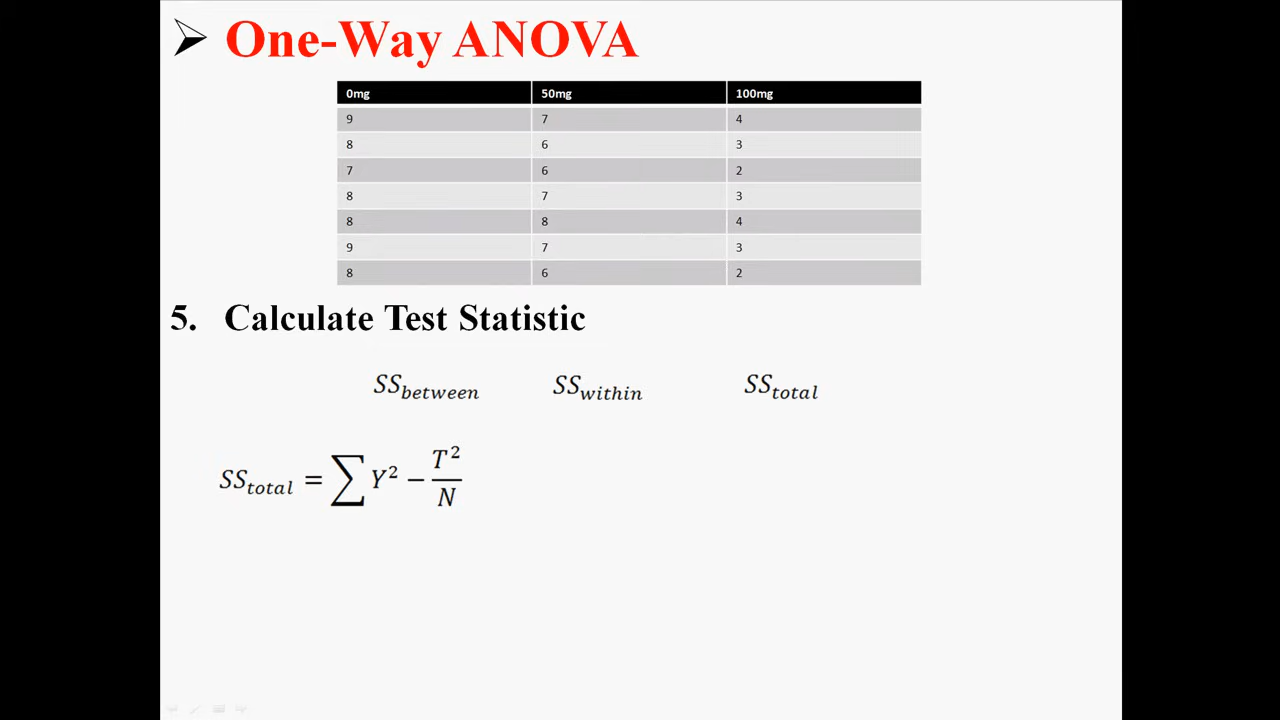 ➢ One-Way ANOVA
0mg 50mg 100mg
9 7 4
8 6 3
7 6 2
8 7 3
8 8 4
9 7 3
8 6 2
5. Calculate Test Statistic
SS_between SS_within SS_total
SS_total = ∑ Y² − T²/N